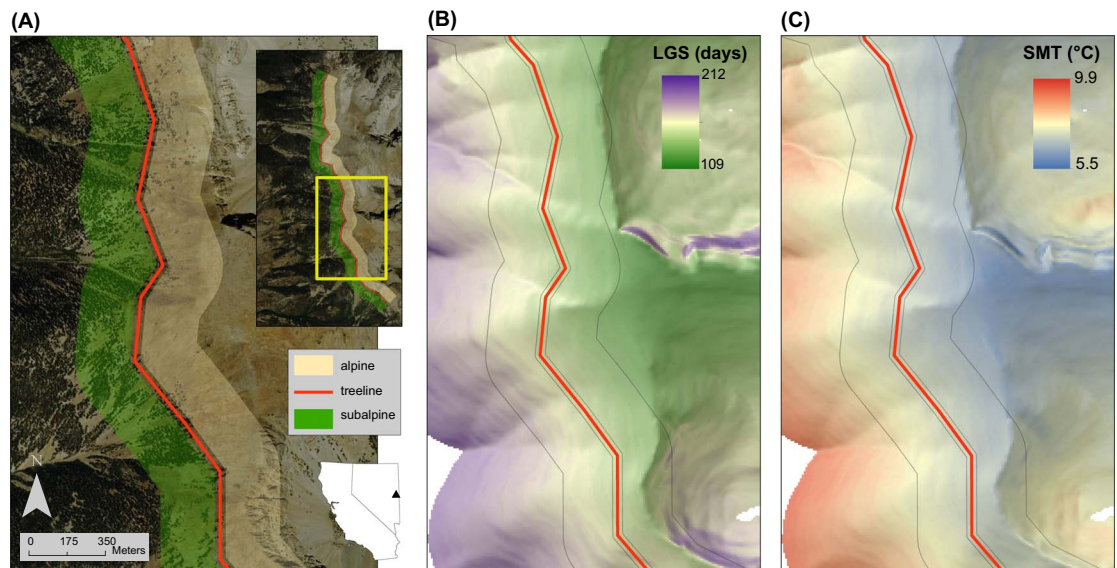 (A)
(B)
(C)
LGS (days)
212
109
SMT (°C)
9.9
5.5
alpine
treeline
subalpine
N
0 175 350
Meters